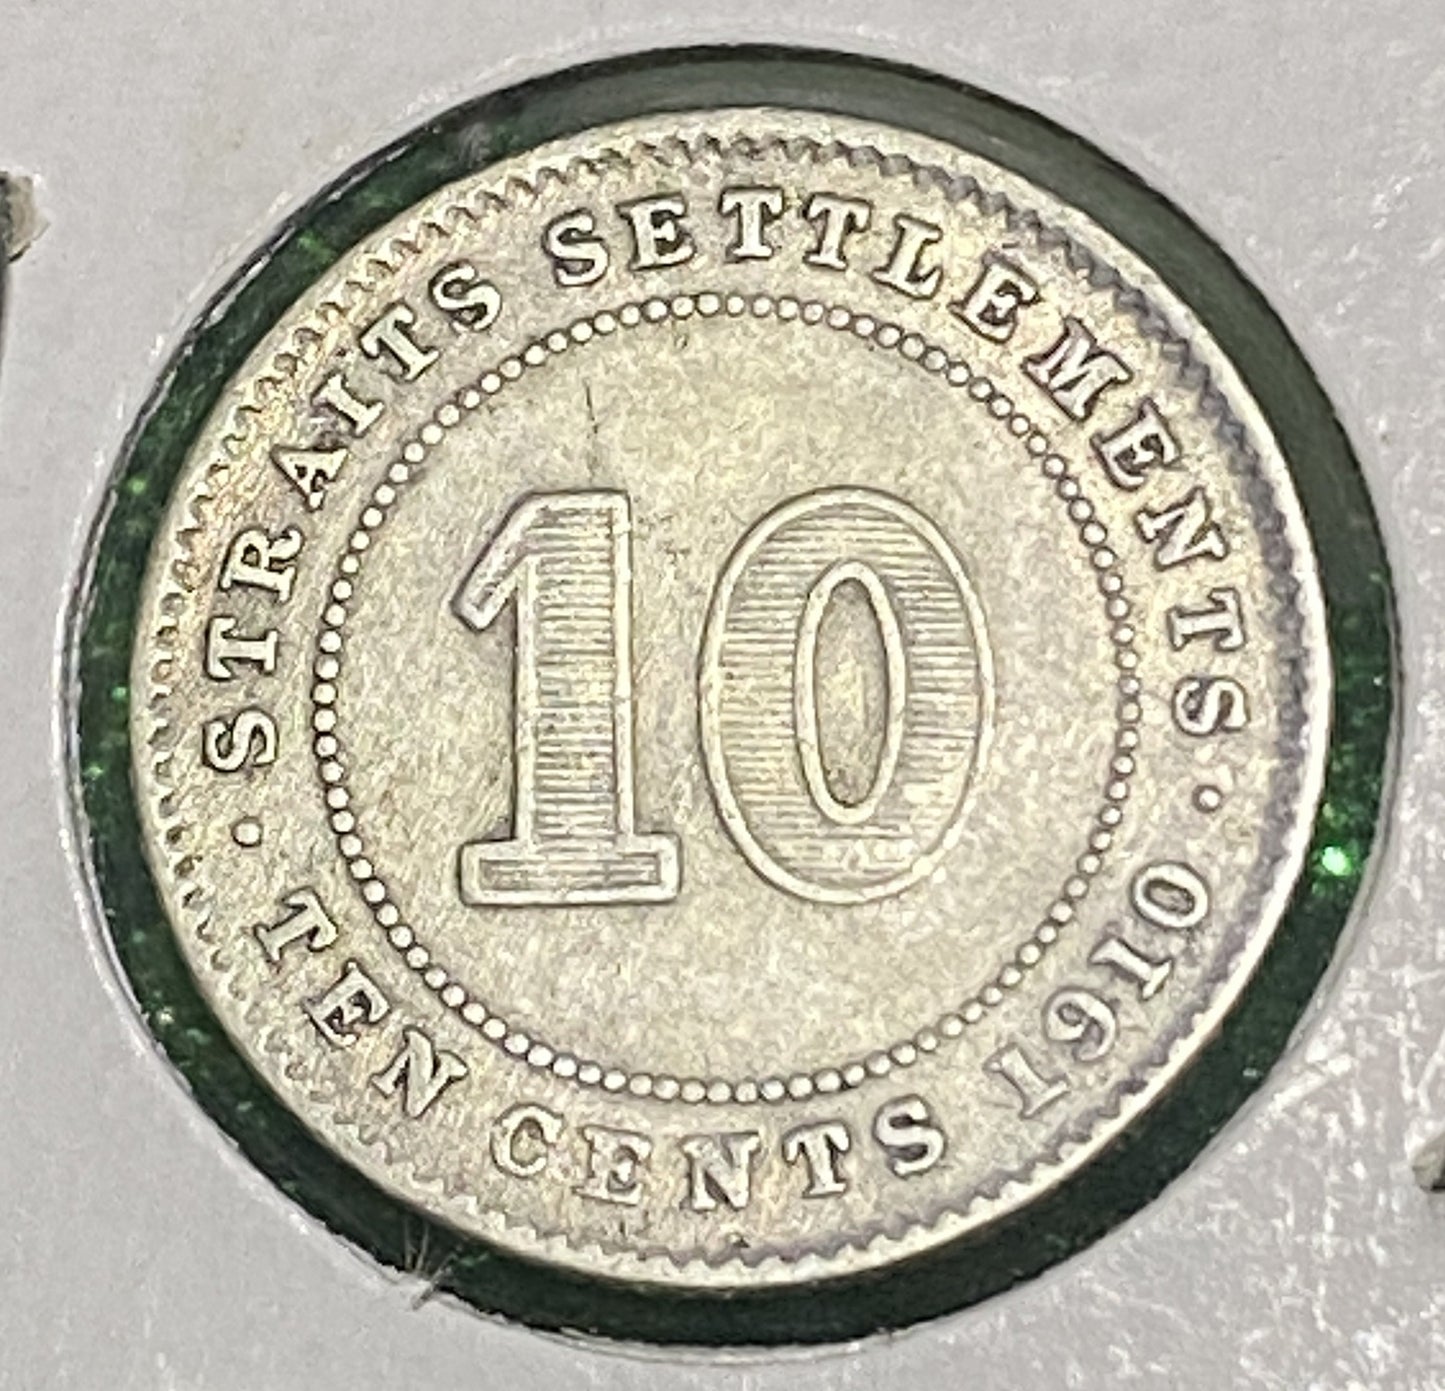 · STRAITS SETTLEMENTS ·
TEN CENTS 1910
10